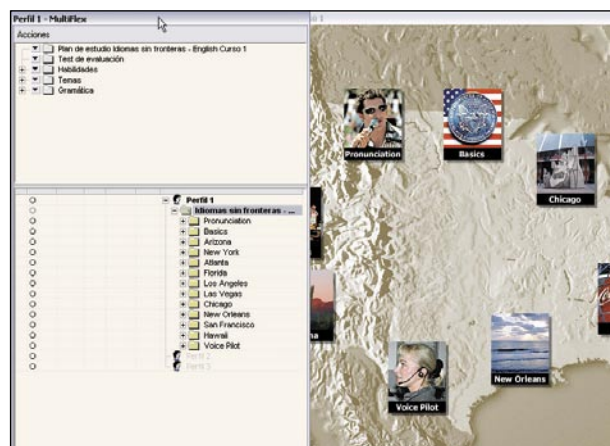 Perfil 1 - MultiFlex
Acciones
Plan de estudio Idiomas sin fronteras - English Curso 1
Test de evaluación
Habilidades
Temas
Gramática
Perfil 1
Idiomas sin fronteras - ...
Pronunciation
Basics
Arizona
New York
Atlanta
Florida
Los Angeles
Las Vegas
Chicago
New Orleans
San Francisco
Hawaii
Voice Pilot
Perfil 2
Perfil 3
Pronunciation
Basics
Chicago
New Orleans
Voice Pilot